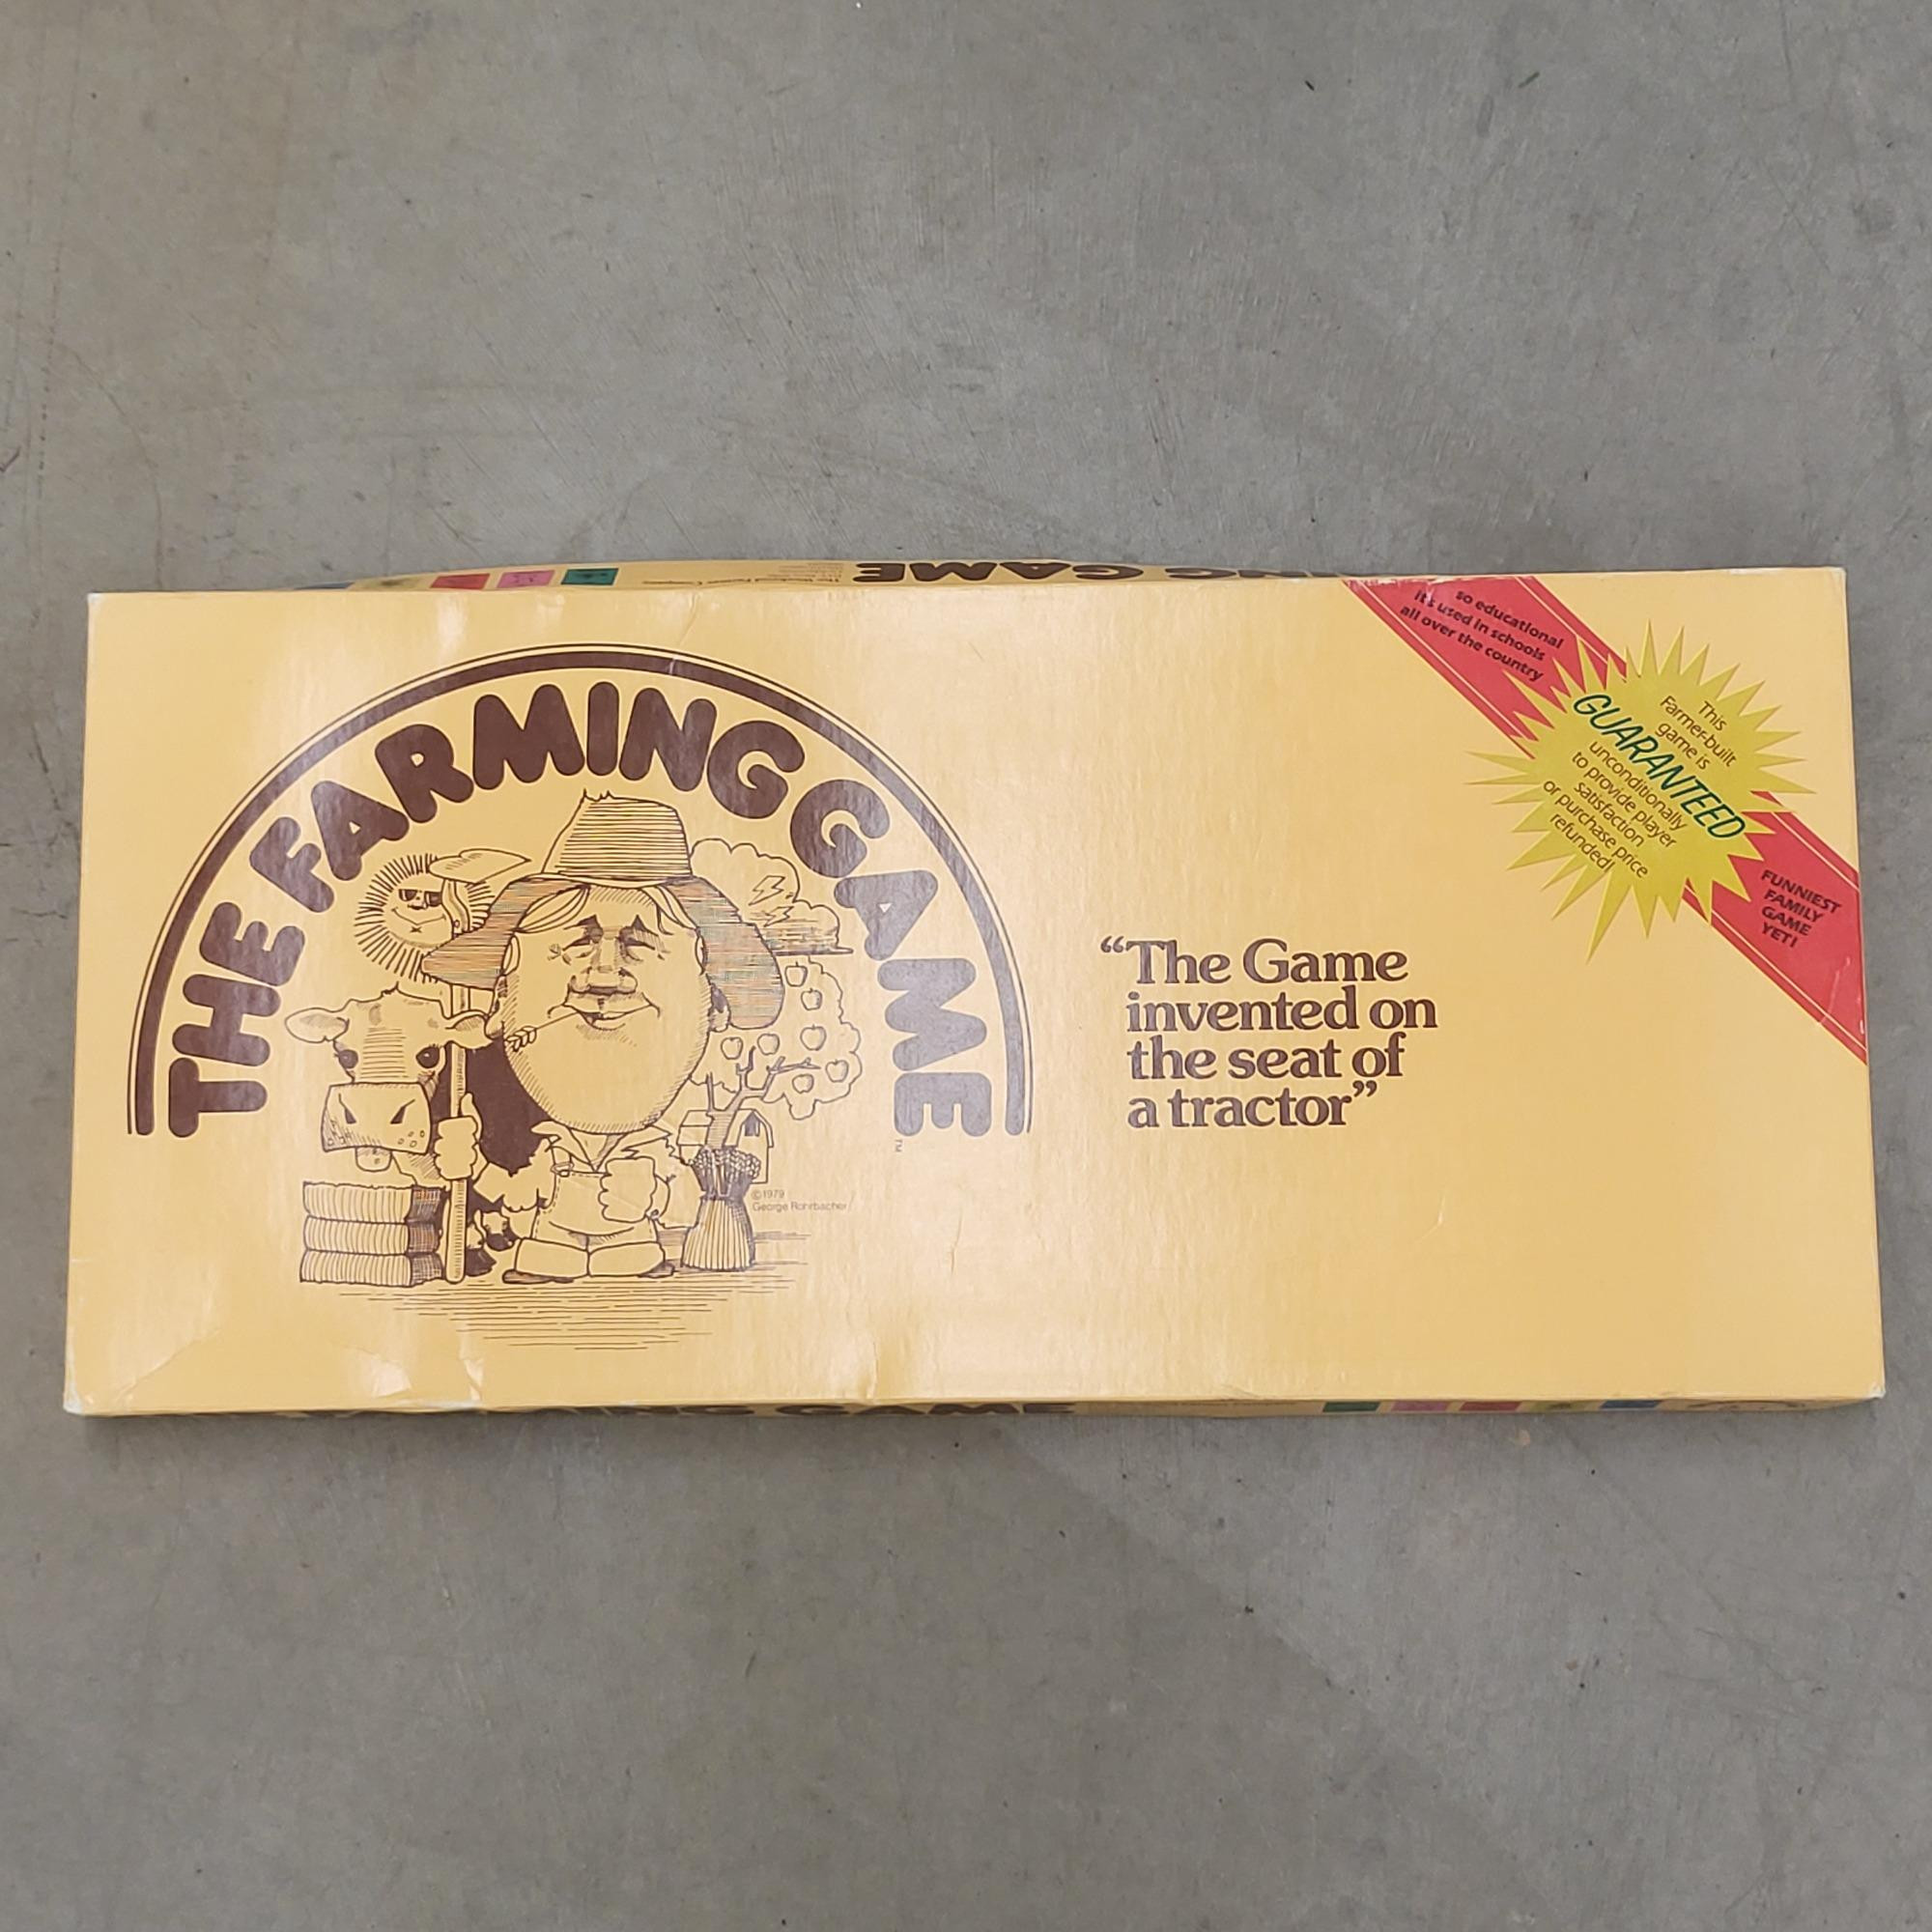 GAME
THE FARMING GAME
TM
©1979
George Rohrbacher
"The Game
invented on
the seat of
a tractor"
so educational
it's used in schools
all over the country
This
Farmer-built
game is
GUARANTEED
unconditionally
to provide player
satisfaction
or purchase price
refunded!
FUNNIEST
FAMILY
GAME
YET!
GAME